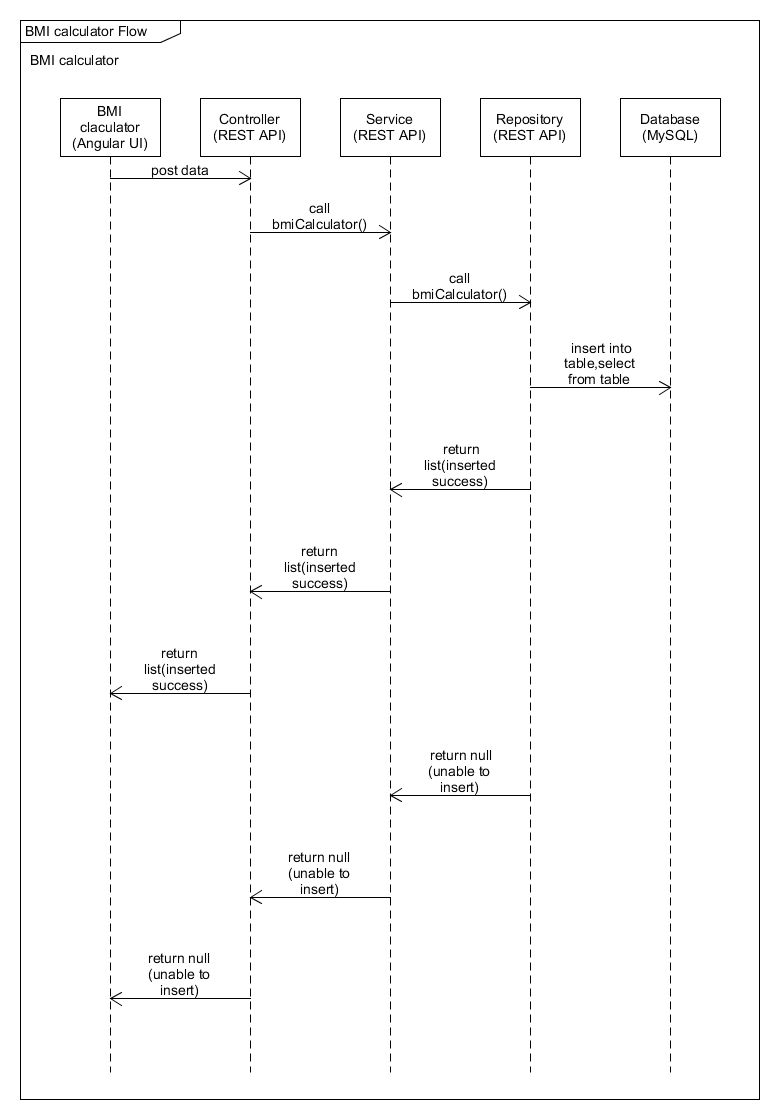 BMI calculator Flow
BMI calculator
BMI
claculator
(Angular UI)
Controller
(REST API)
Service
(REST API)
Repository
(REST API)
Database
(MySQL)
post data
call
bmiCalculator()
call
bmiCalculator()
insert into
table,select
from table
return
list(inserted
success)
return
list(inserted
success)
return
list(inserted
success)
return null
(unable to
insert)
return null
(unable to
insert)
return null
(unable to
insert)